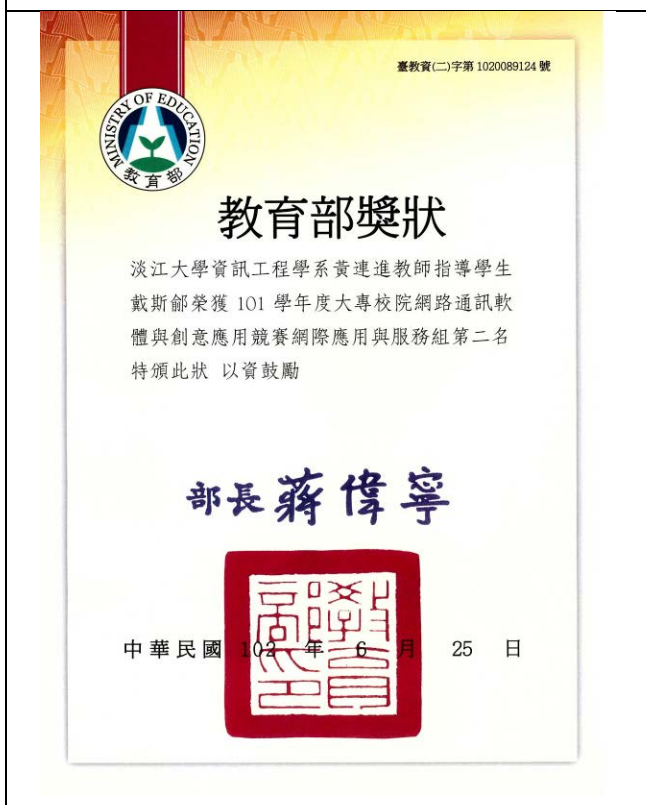 臺教資(二)字第 1020089124 號
MINISTRY OF EDUCATION
教育部
教育部獎狀
淡江大學資訊工程學系黃連進教師指導學生
戴斯郁榮獲 101 學年度大專校院網路通訊軟
體與創意應用競賽網際應用與服務組第二名
特頒此狀 以資鼓勵
部長 蔣偉寧
教育部印
中華民國 102 年 6 月 25 日